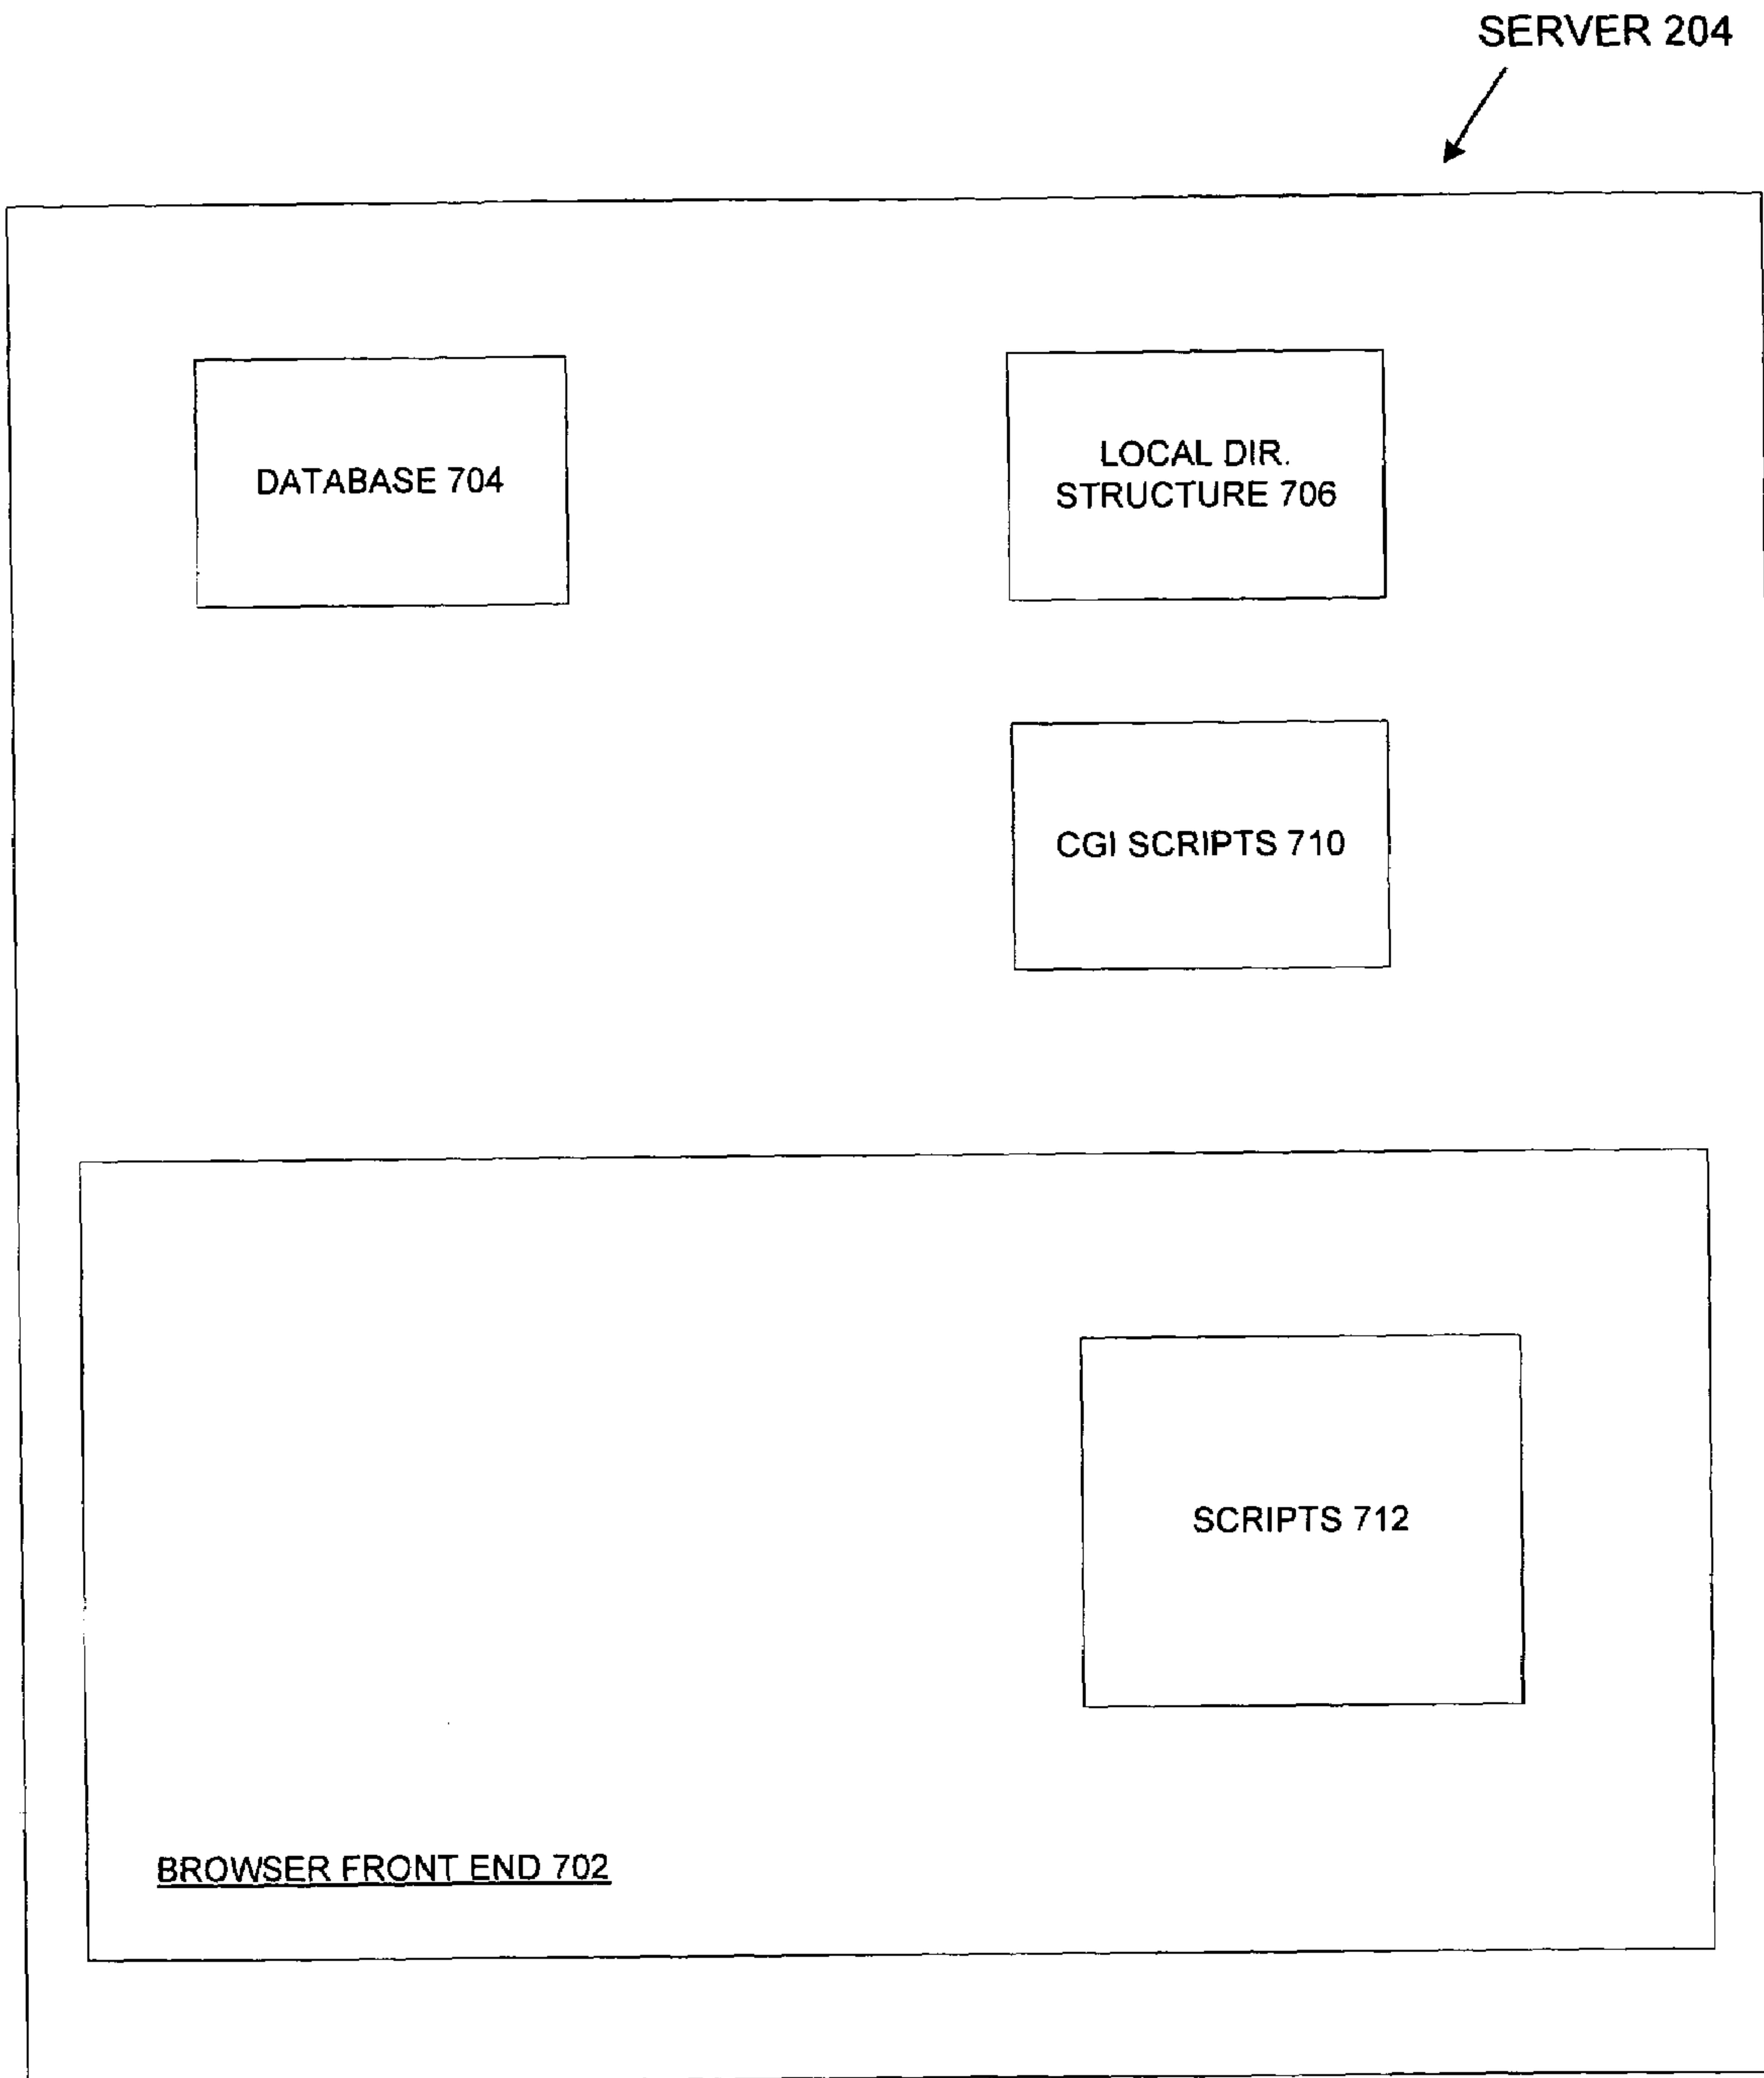 SERVER 204
DATABASE 704
LOCAL DIR.
STRUCTURE 706
CGI SCRIPTS 710
SCRIPTS 712
BROWSER FRONT END 702